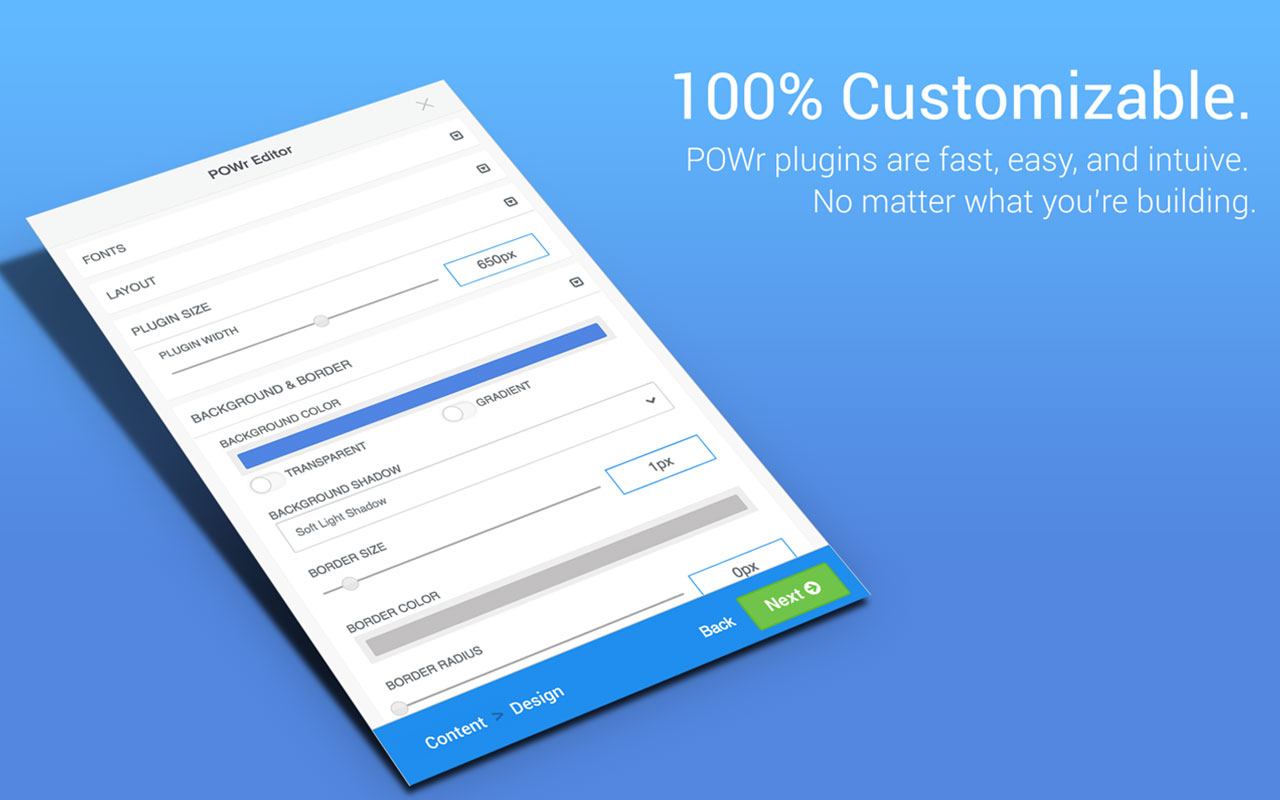 100% Customizable.
POWr plugins are fast, easy, and intuive.
No matter what you're building.
POWr Editor
FONTS
LAYOUT
PLUGIN SIZE
PLUGIN WIDTH
650px
BACKGROUND & BORDER
BACKGROUND COLOR
TRANSPARENT
GRADIENT
BACKGROUND SHADOW
Soft Light Shadow
BORDER SIZE
1px
BORDER COLOR
BORDER RADIUS
0px
Content > Design
Back
Next